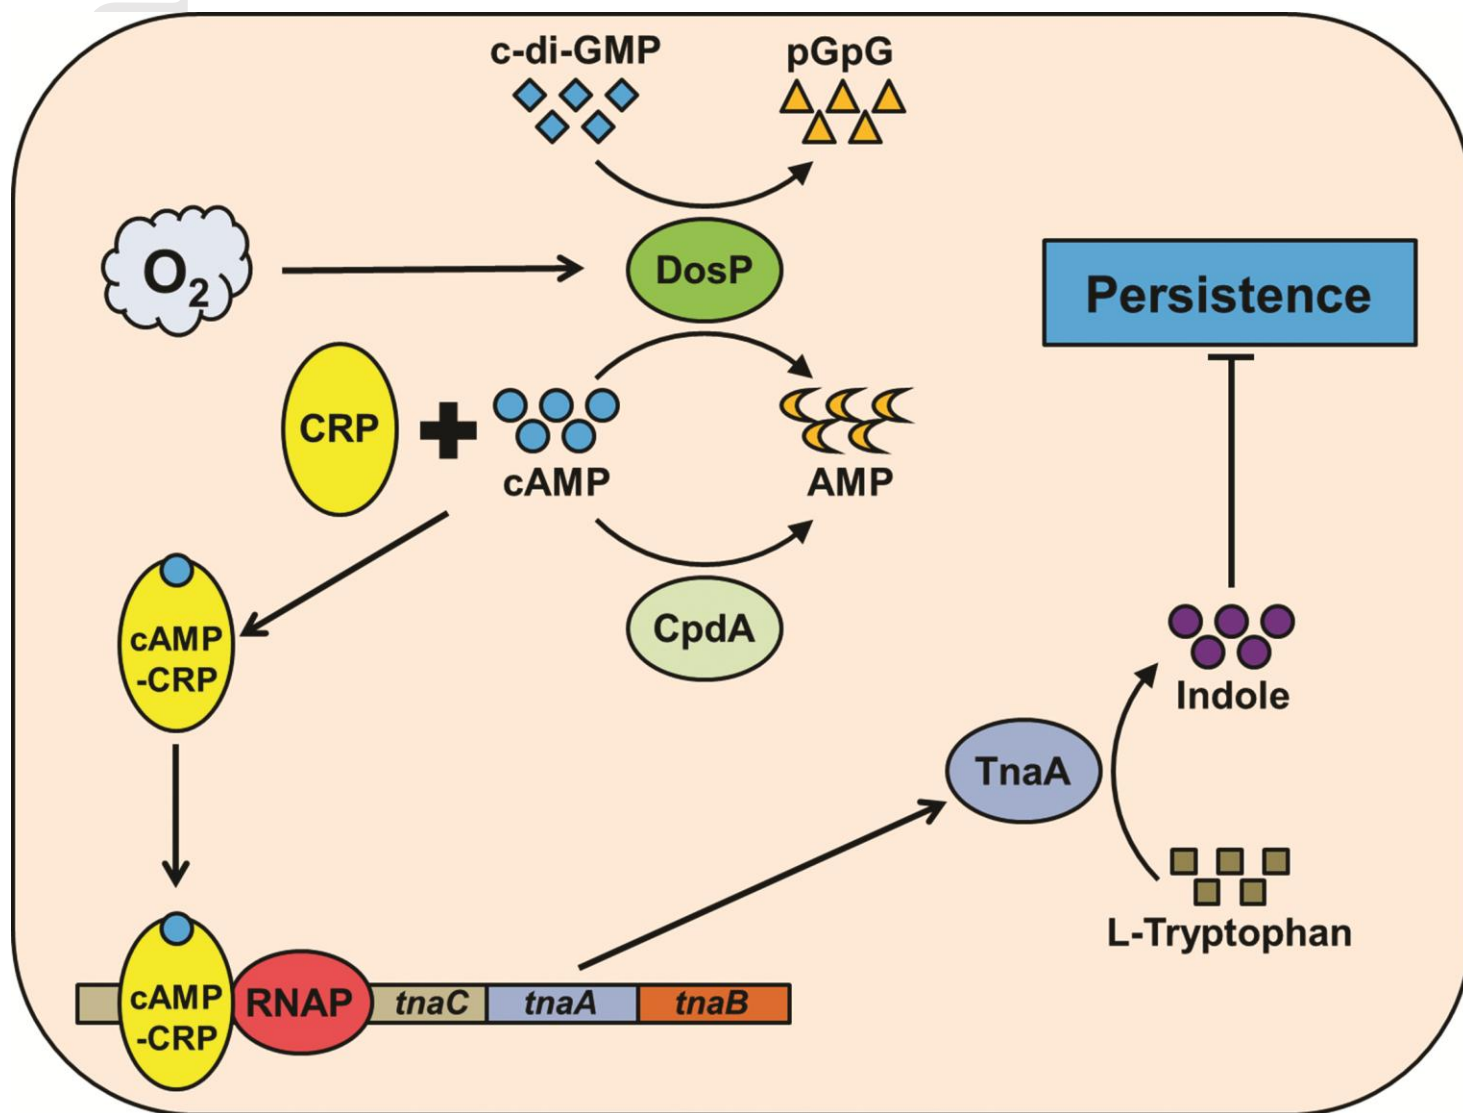 c-di-GMP
pGpG
O2
DosP
Persistence
CRP
cAMP
AMP
cAMP
-CRP
CpdA
Indole
TnaA
L-Tryptophan
cAMP
-CRP
RNAP
tnaC
tnaA
tnaB